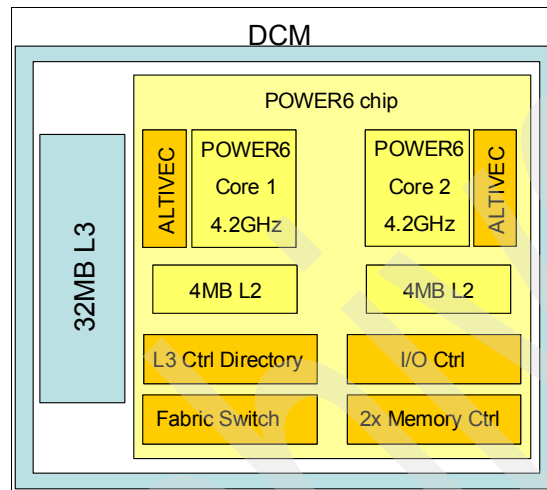 DCM
POWER6 chip
32MB L3
ALTIVEC
POWER6
Core 1
4.2GHz
POWER6
Core 2
4.2GHz
ALTIVEC
4MB L2
4MB L2
L3 Ctrl Directory
I/O Ctrl
Fabric Switch
2x Memory Ctrl